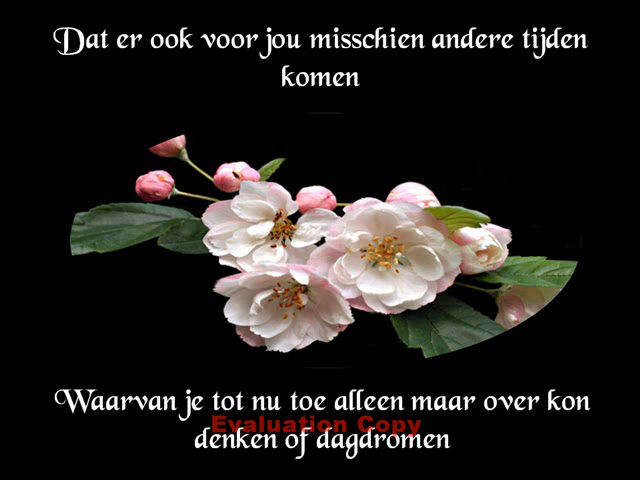 Dat er ook voor jou misschien andere tijden
komen
Waarvan je tot nu toe alleen maar over kon
Evaluation Copy
denken of dagdromen